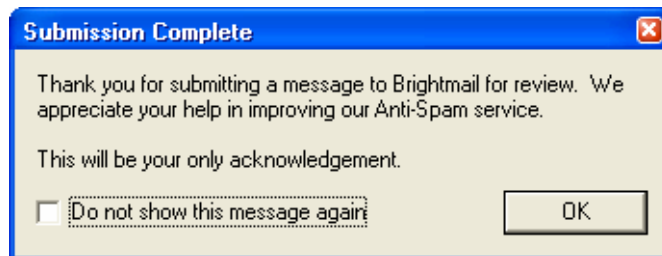 Submission Complete
Thank you for submitting a message to Brightmail for review.  We
appreciate your help in improving our Anti-Spam service.
This will be your only acknowledgement.
Do not show this message again
OK